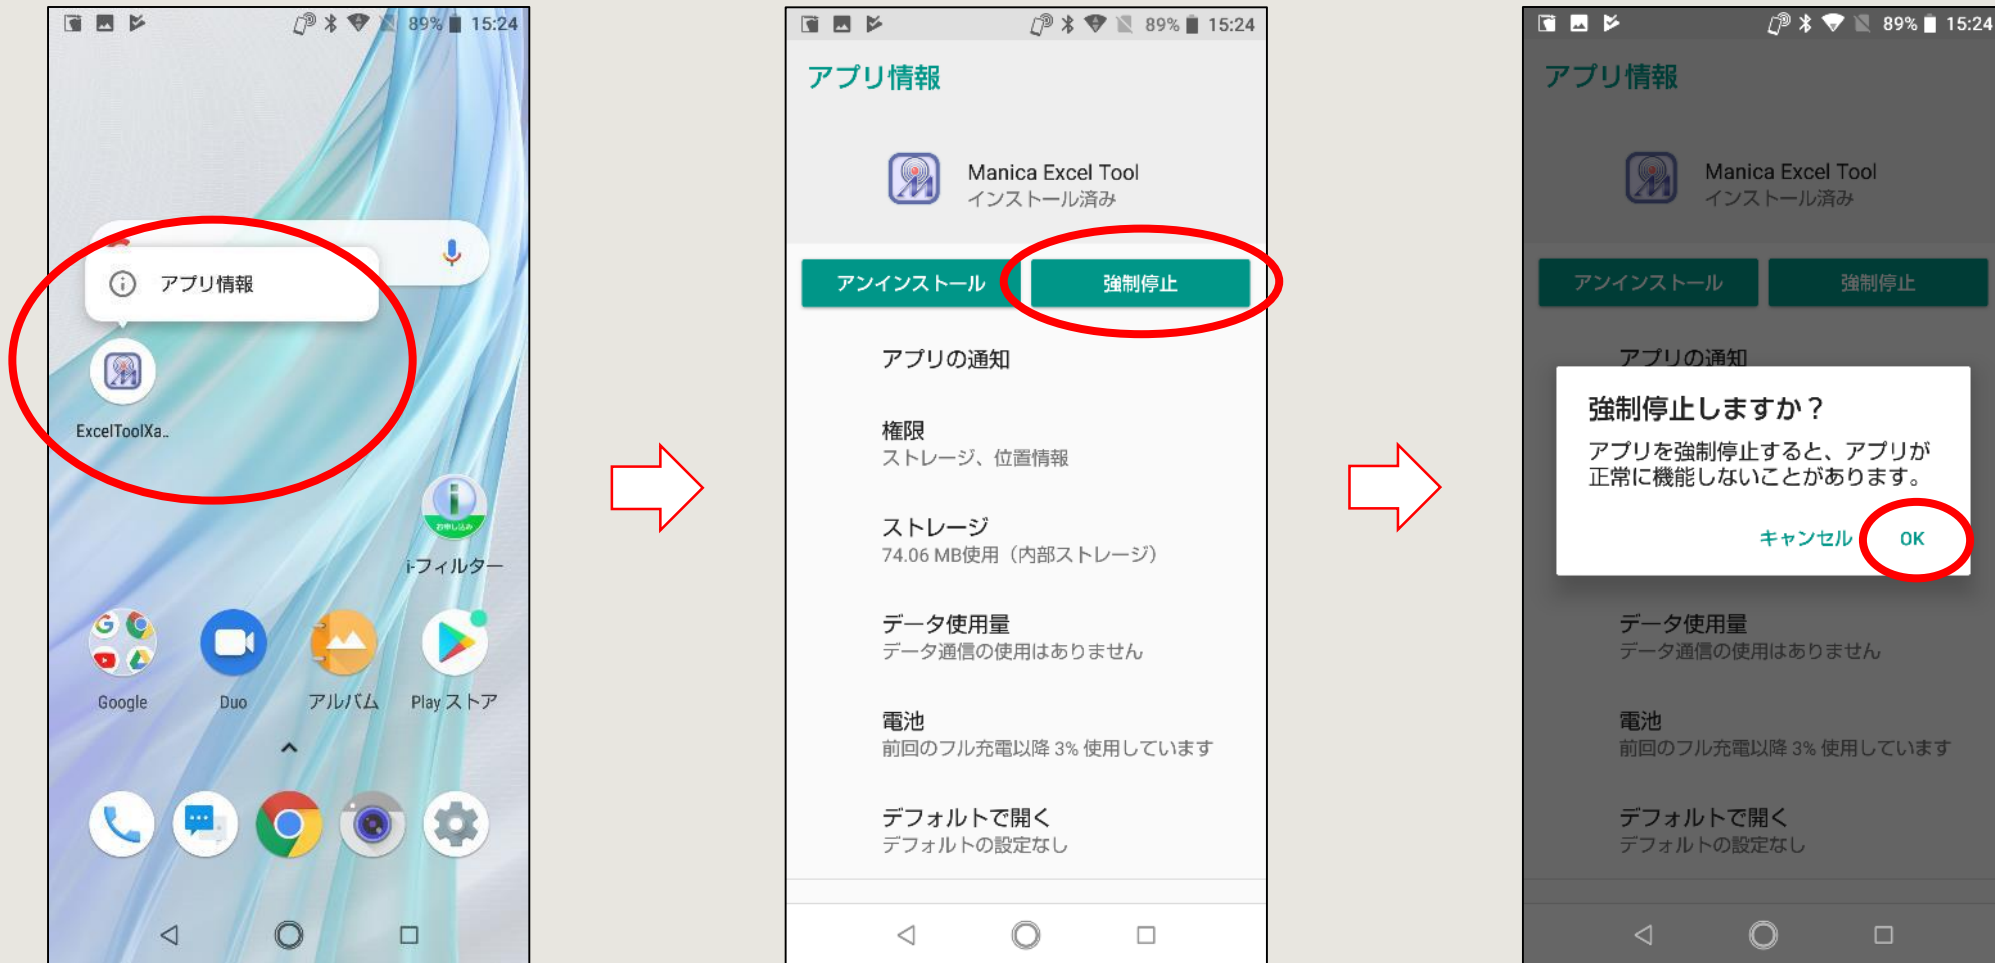 89% 15:24
アプリ情報
ExcelToolXa..
お申し込み
i-フィルター
Google
Duo
アルバム
Play ストア
89% 15:24
アプリ情報
Manica Excel Tool
インストール済み
アンインストール
強制停止
アプリの通知
権限
ストレージ、位置情報
ストレージ
74.06 MB使用（内部ストレージ）
データ使用量
データ通信の使用はありません
電池
前回のフル充電以降 3% 使用しています
デフォルトで開く
デフォルトの設定なし
89% 15:24
アプリ情報
Manica Excel Tool
インストール済み
アンインストール
強制停止
アプリの通知
強制停止しますか？
アプリを強制停止すると、アプリが
正常に機能しないことがあります。
キャンセル
OK
データ使用量
データ通信の使用はありません
電池
前回のフル充電以降 3% 使用しています
デフォルトで開く
デフォルトの設定なし